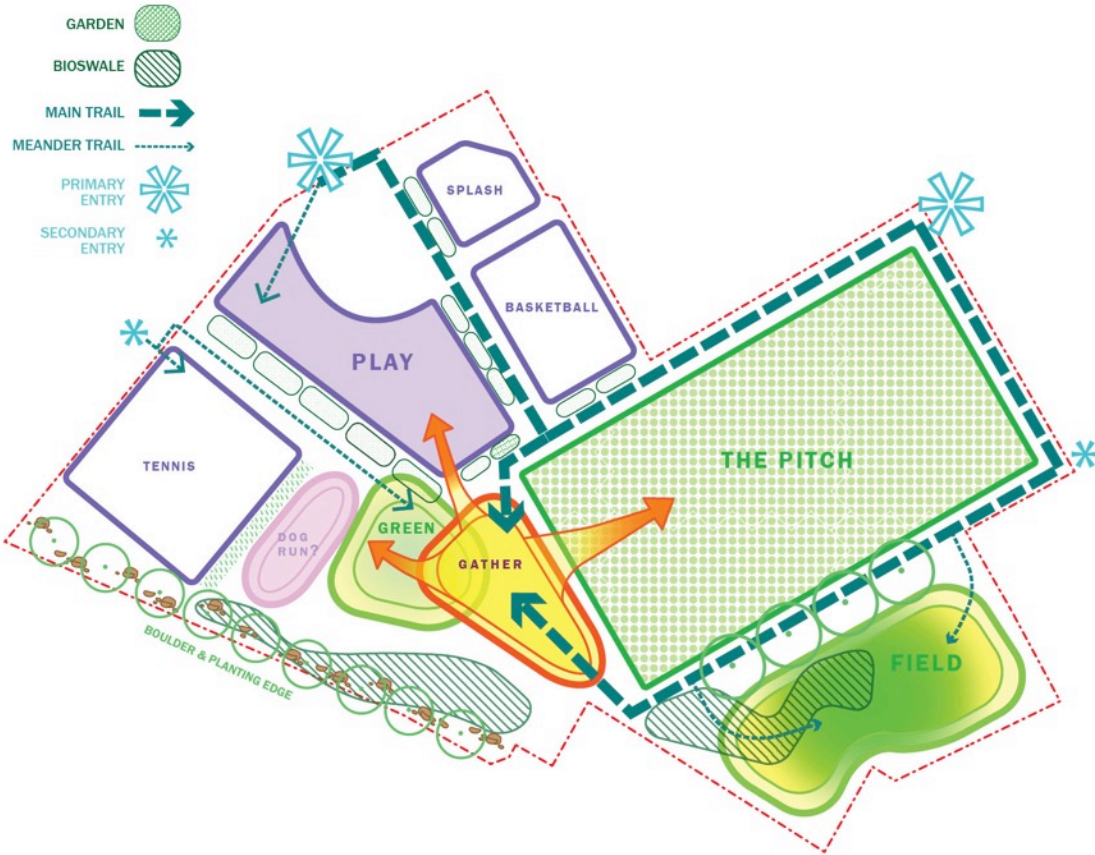 GARDEN
BIOSWALE
MAIN TRAIL
MEANDER TRAIL
PRIMARY
ENTRY
SECONDARY
ENTRY
SPLASH
BASKETBALL
PLAY
TENNIS
THE PITCH
DOG
RUN?
GREEN
GATHER
FIELD
BOULDER & PLANTING EDGE